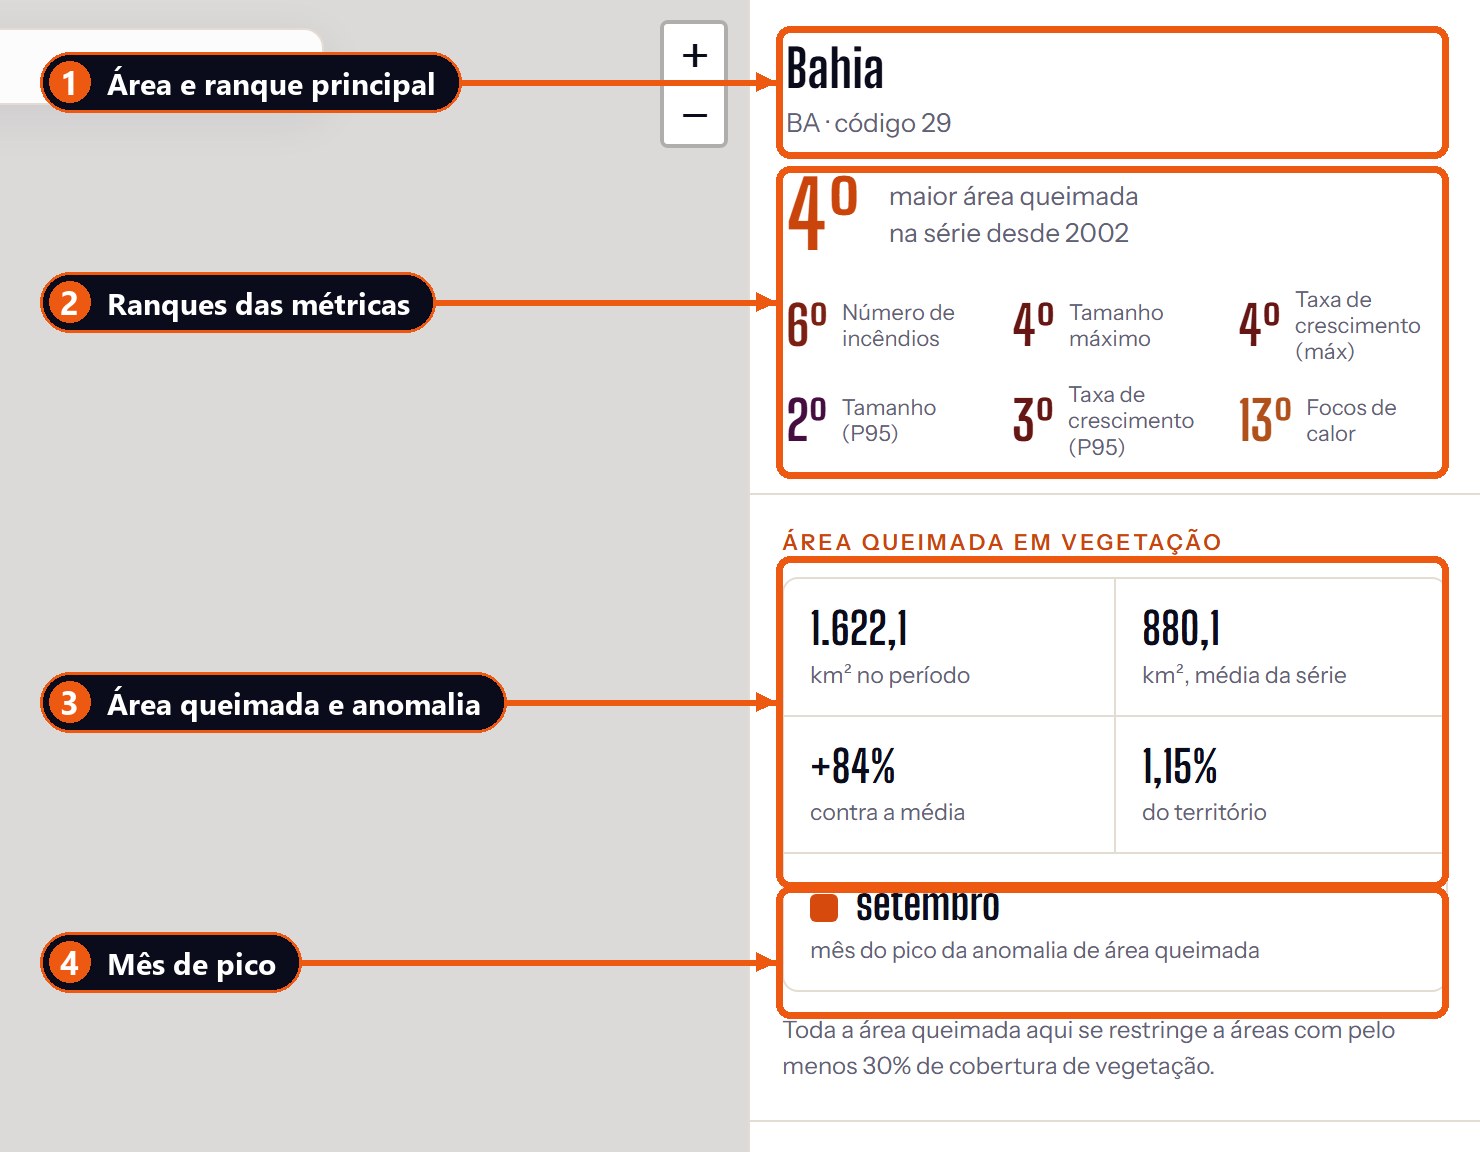 1 Área e ranque principal
+
−
Bahia
BA · código 29
2 Ranques das métricas
4º maior área queimada
na série desde 2002
6º Número de
incêndios
4º Tamanho
máximo
4º Taxa de
crescimento
(máx)
2º Tamanho
(P95)
3º Taxa de
crescimento
(P95)
13º Focos de
calor
ÁREA QUEIMADA EM VEGETAÇÃO
3 Área queimada e anomalia
1.622,1
km² no período
880,1
km², média da série
+84%
contra a média
1,15%
do território
4 Mês de pico
setembro
mês do pico da anomalia de área queimada
Toda a área queimada aqui se restringe a áreas com pelo
menos 30% de cobertura de vegetação.